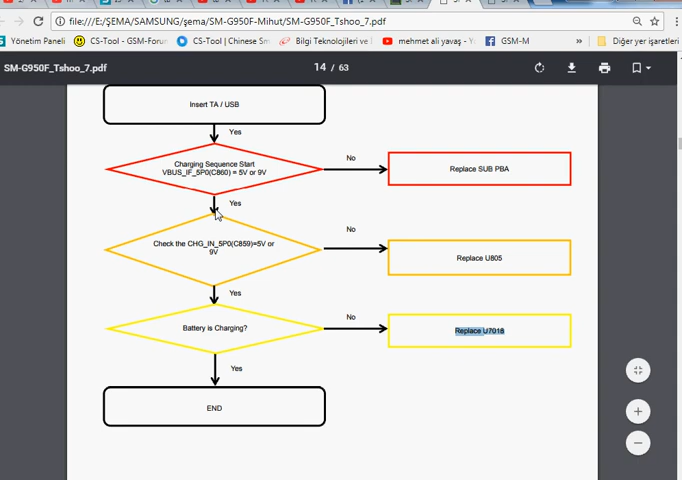 file:///E:/ŞEMA/SAMSUNG/şema/SM-G950F-Mihut/SM-G950F_Tshoo_7.pdf
Yönetim Paneli
CS-Tool - GSM-Forum
CS-Tool | Chinese Sm
Bilgi Teknolojileri ve İ
mehmet ali yavaş - Yo
GSM-M
»
Diğer yer işaretleri
SM-G950F_Tshoo_7.pdf
14 / 63
Insert TA / USB
Yes
Charging Sequence Start
VBUS_IF_5P0(C860) = 5V or 9V
No
Replace SUB PBA
Yes
Check the CHG_IN_5P0(C859)=5V or
9V
No
Replace U805
Yes
Battery is Charging?
No
Replace U7018
Yes
END